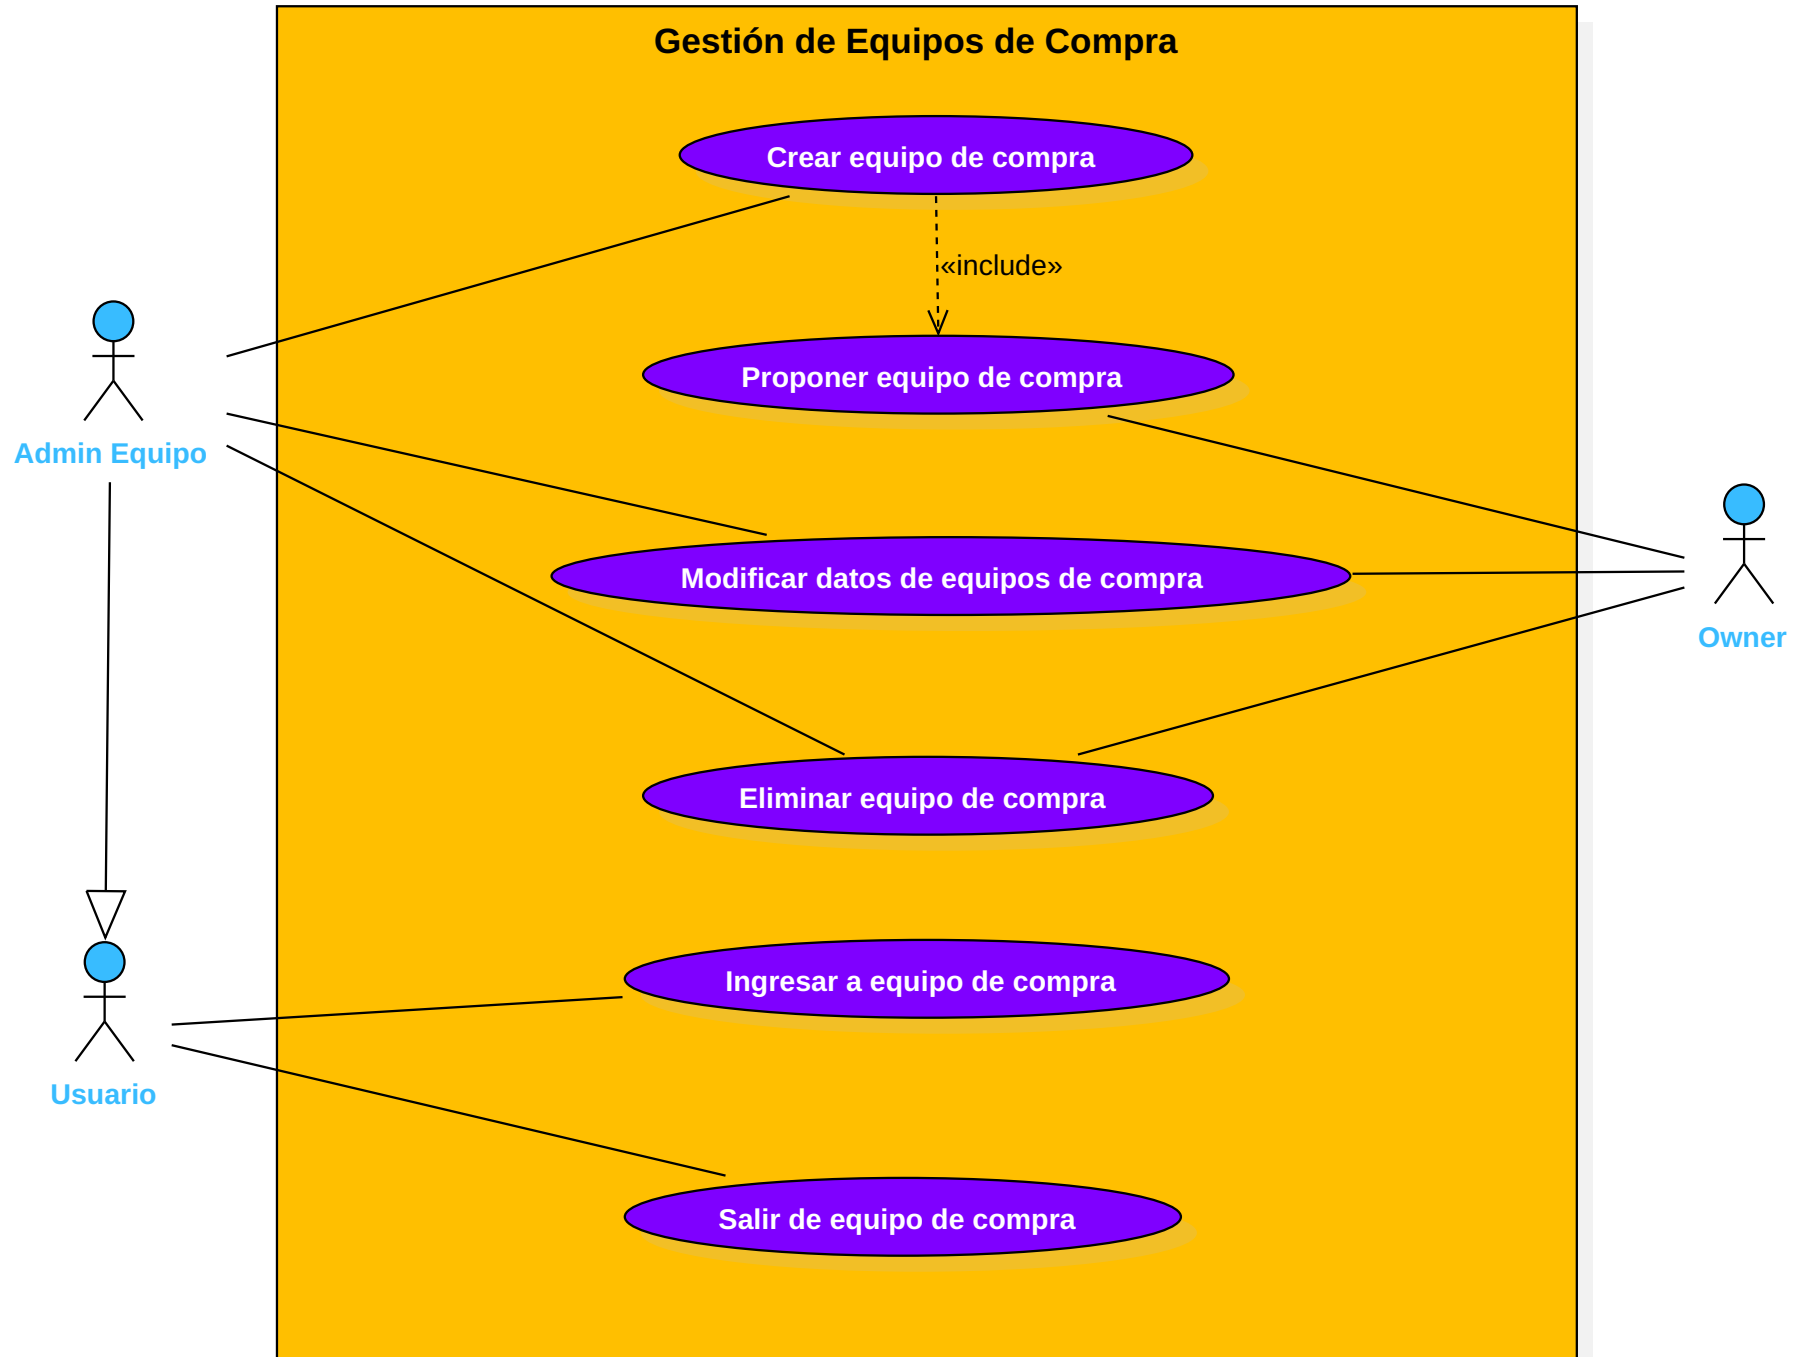 Gestión de Equipos de Compra
Crear equipo de compra
«include»
Proponer equipo de compra
Admin Equipo
Modificar datos de equipos de compra
Owner
Eliminar equipo de compra
Ingresar a equipo de compra
Usuario
Salir de equipo de compra